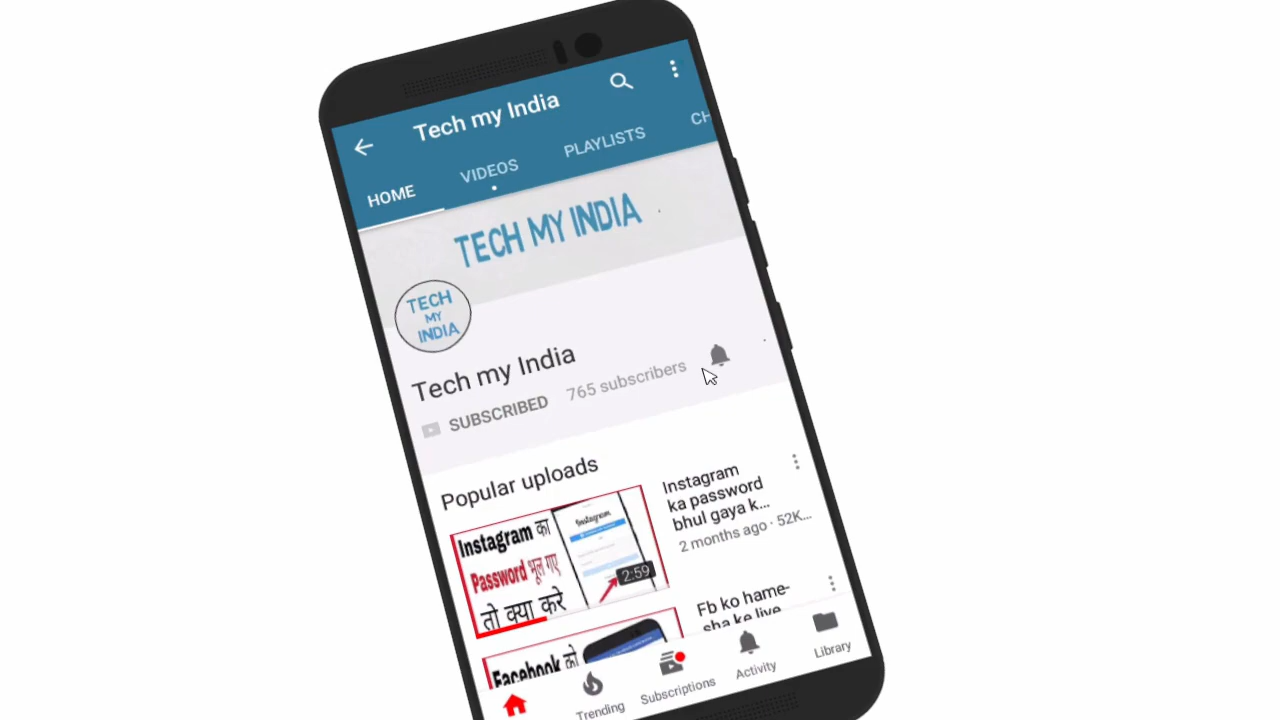 Tech my India
HOME
VIDEOS
PLAYLISTS
CH
TECH MY INDIA
TECH
MY
INDIA
Tech my India
SUBSCRIBED
765 subscribers
Popular uploads
Instagram का
Password भूल गए
तो क्या करे
Instagram
2:59
Instagram
ka password
bhul gaya k...
2 months ago · 52K...
Facebook को
Fb ko hame-
sha ke live
Trending
Subscriptions
Activity
Library